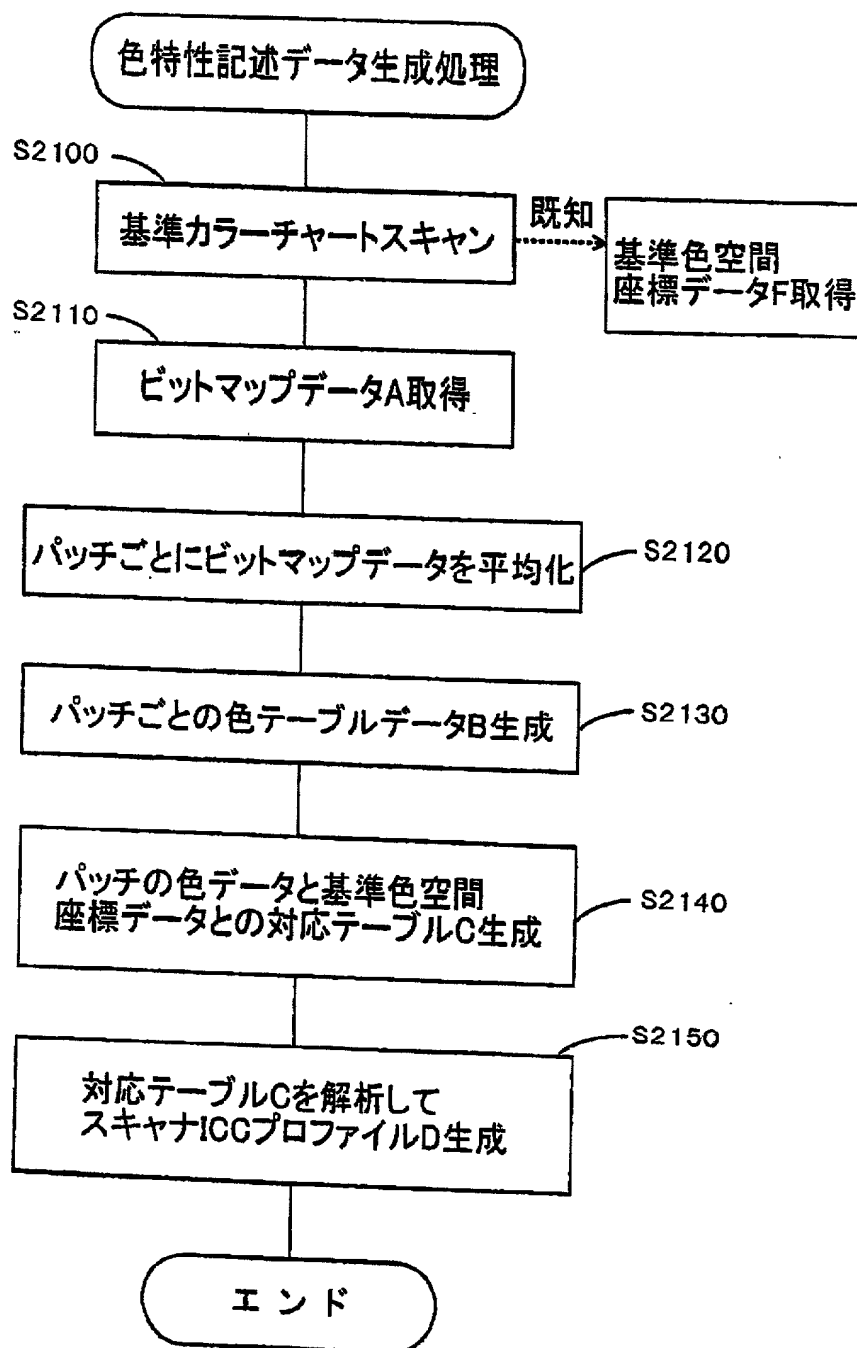 色特性記述データ生成処理
S2100
基準カラーチャートスキャン
既知
基準色空間
座標データF取得
S2110
ビットマップデータA取得
パッチごとにビットマップデータを平均化
S2120
パッチごとの色テーブルデータB生成
S2130
パッチの色データと基準色空間
座標データとの対応テーブルC生成
S2140
S2150
対応テーブルCを解析して
スキャナICCプロファイルD生成
エンド